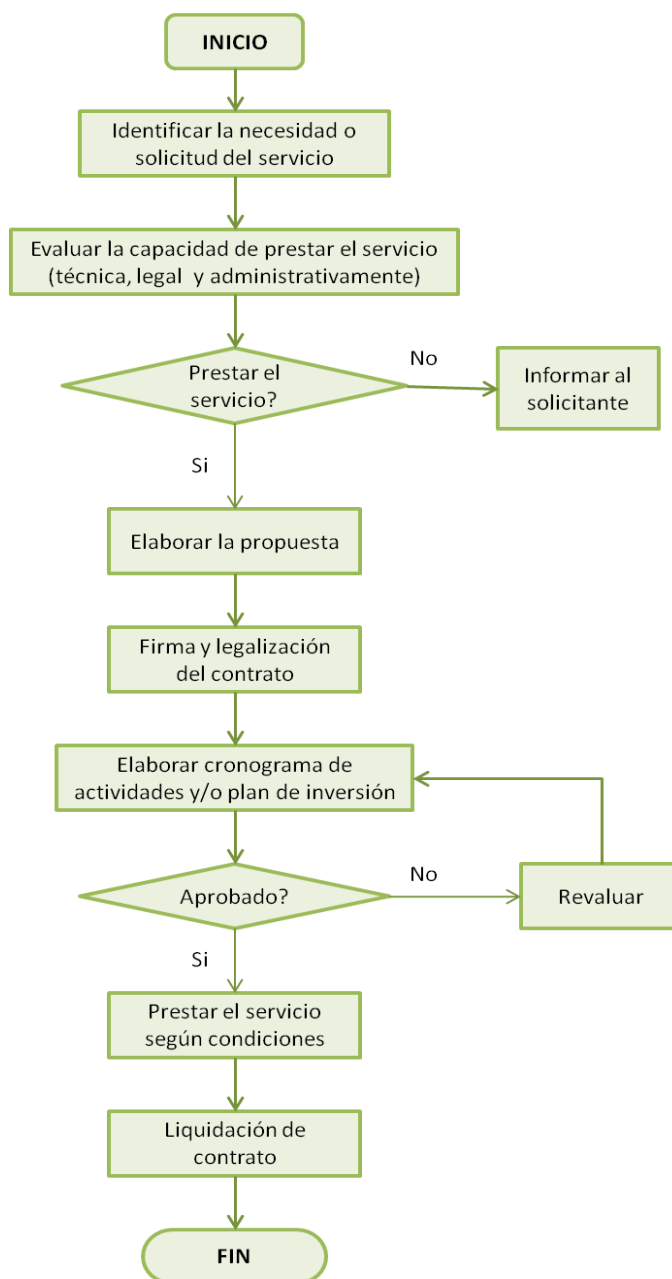 INICIO
Identificar la necesidad o
solicitud del servicio
Evaluar la capacidad de prestar el servicio
(técnica, legal y administrativamente)
Prestar el
servicio?
No
Informar al
solicitante
Si
Elaborar la propuesta
Firma y legalización
del contrato
Elaborar cronograma de
actividades y/o plan de inversión
Aprobado?
No
Revaluar
Si
Prestar el servicio
según condiciones
Liquidación de
contrato
FIN